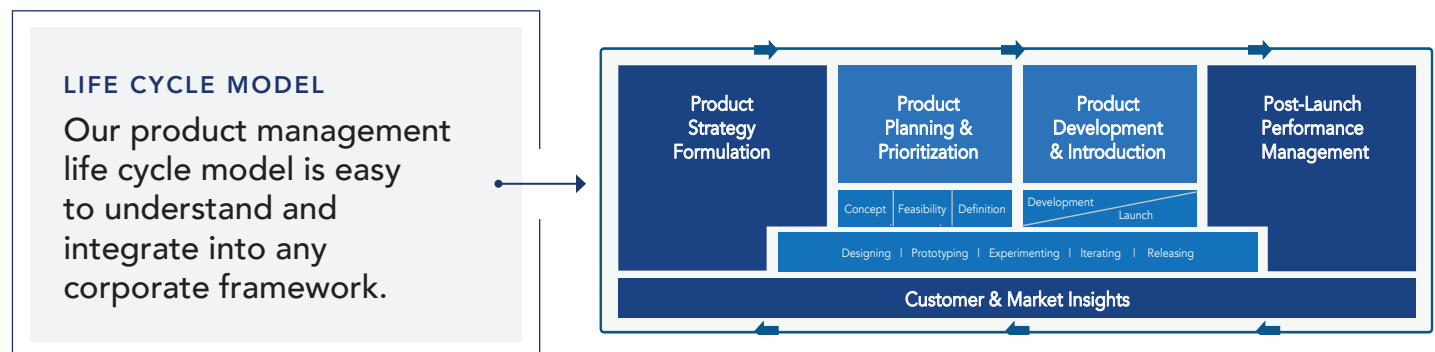 LIFE CYCLE MODEL
Our product management
life cycle model is easy
to understand and
integrate into any
corporate framework.
Product
Strategy
Formulation
Product
Planning &
Prioritization
Product
Development
& Introduction
Post-Launch
Performance
Management
Concept | Feasibility | Definition
Development
Launch
Designing | Prototyping | Experimenting | Iterating | Releasing
Customer & Market Insights